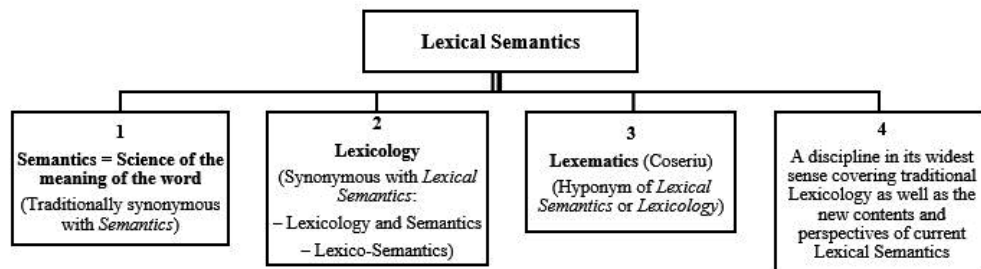 Lexical Semantics
1
Semantics = Science of the
meaning of the word
(Traditionally synonymous
with Semantics)
2
Lexicology
(Synonymous with Lexical
Semantics:
– Lexicology and Semantics
– Lexico-Semantics)
3
Lexematics (Coseriu)
(Hyponym of Lexical
Semantics or Lexicology)
4
A discipline in its widest
sense covering traditional
Lexicology as well as the
new contents and
perspectives of current
Lexical Semantics